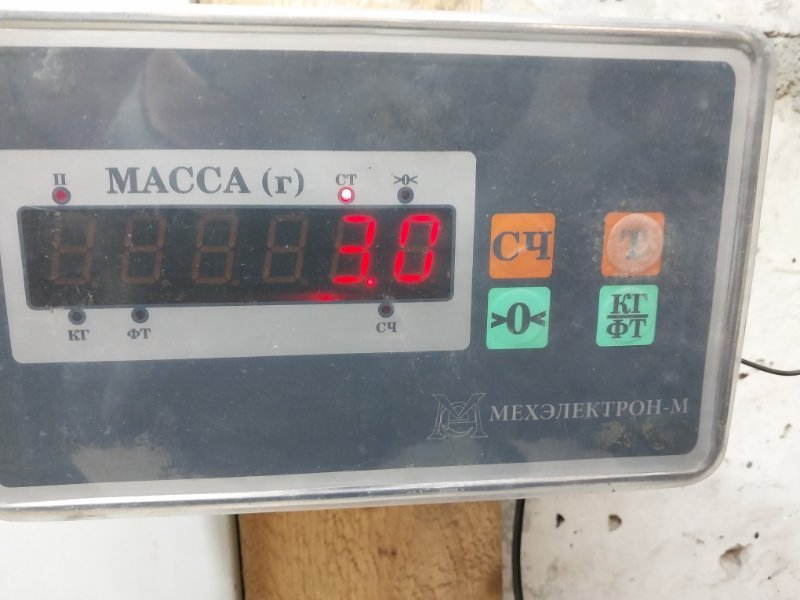 П МАССА (г) СТ >0<
3.0
КГ ФТ СЧ
СЧ Т
>0< КГ/ФТ
МЕХЭЛЕКТРОН-М